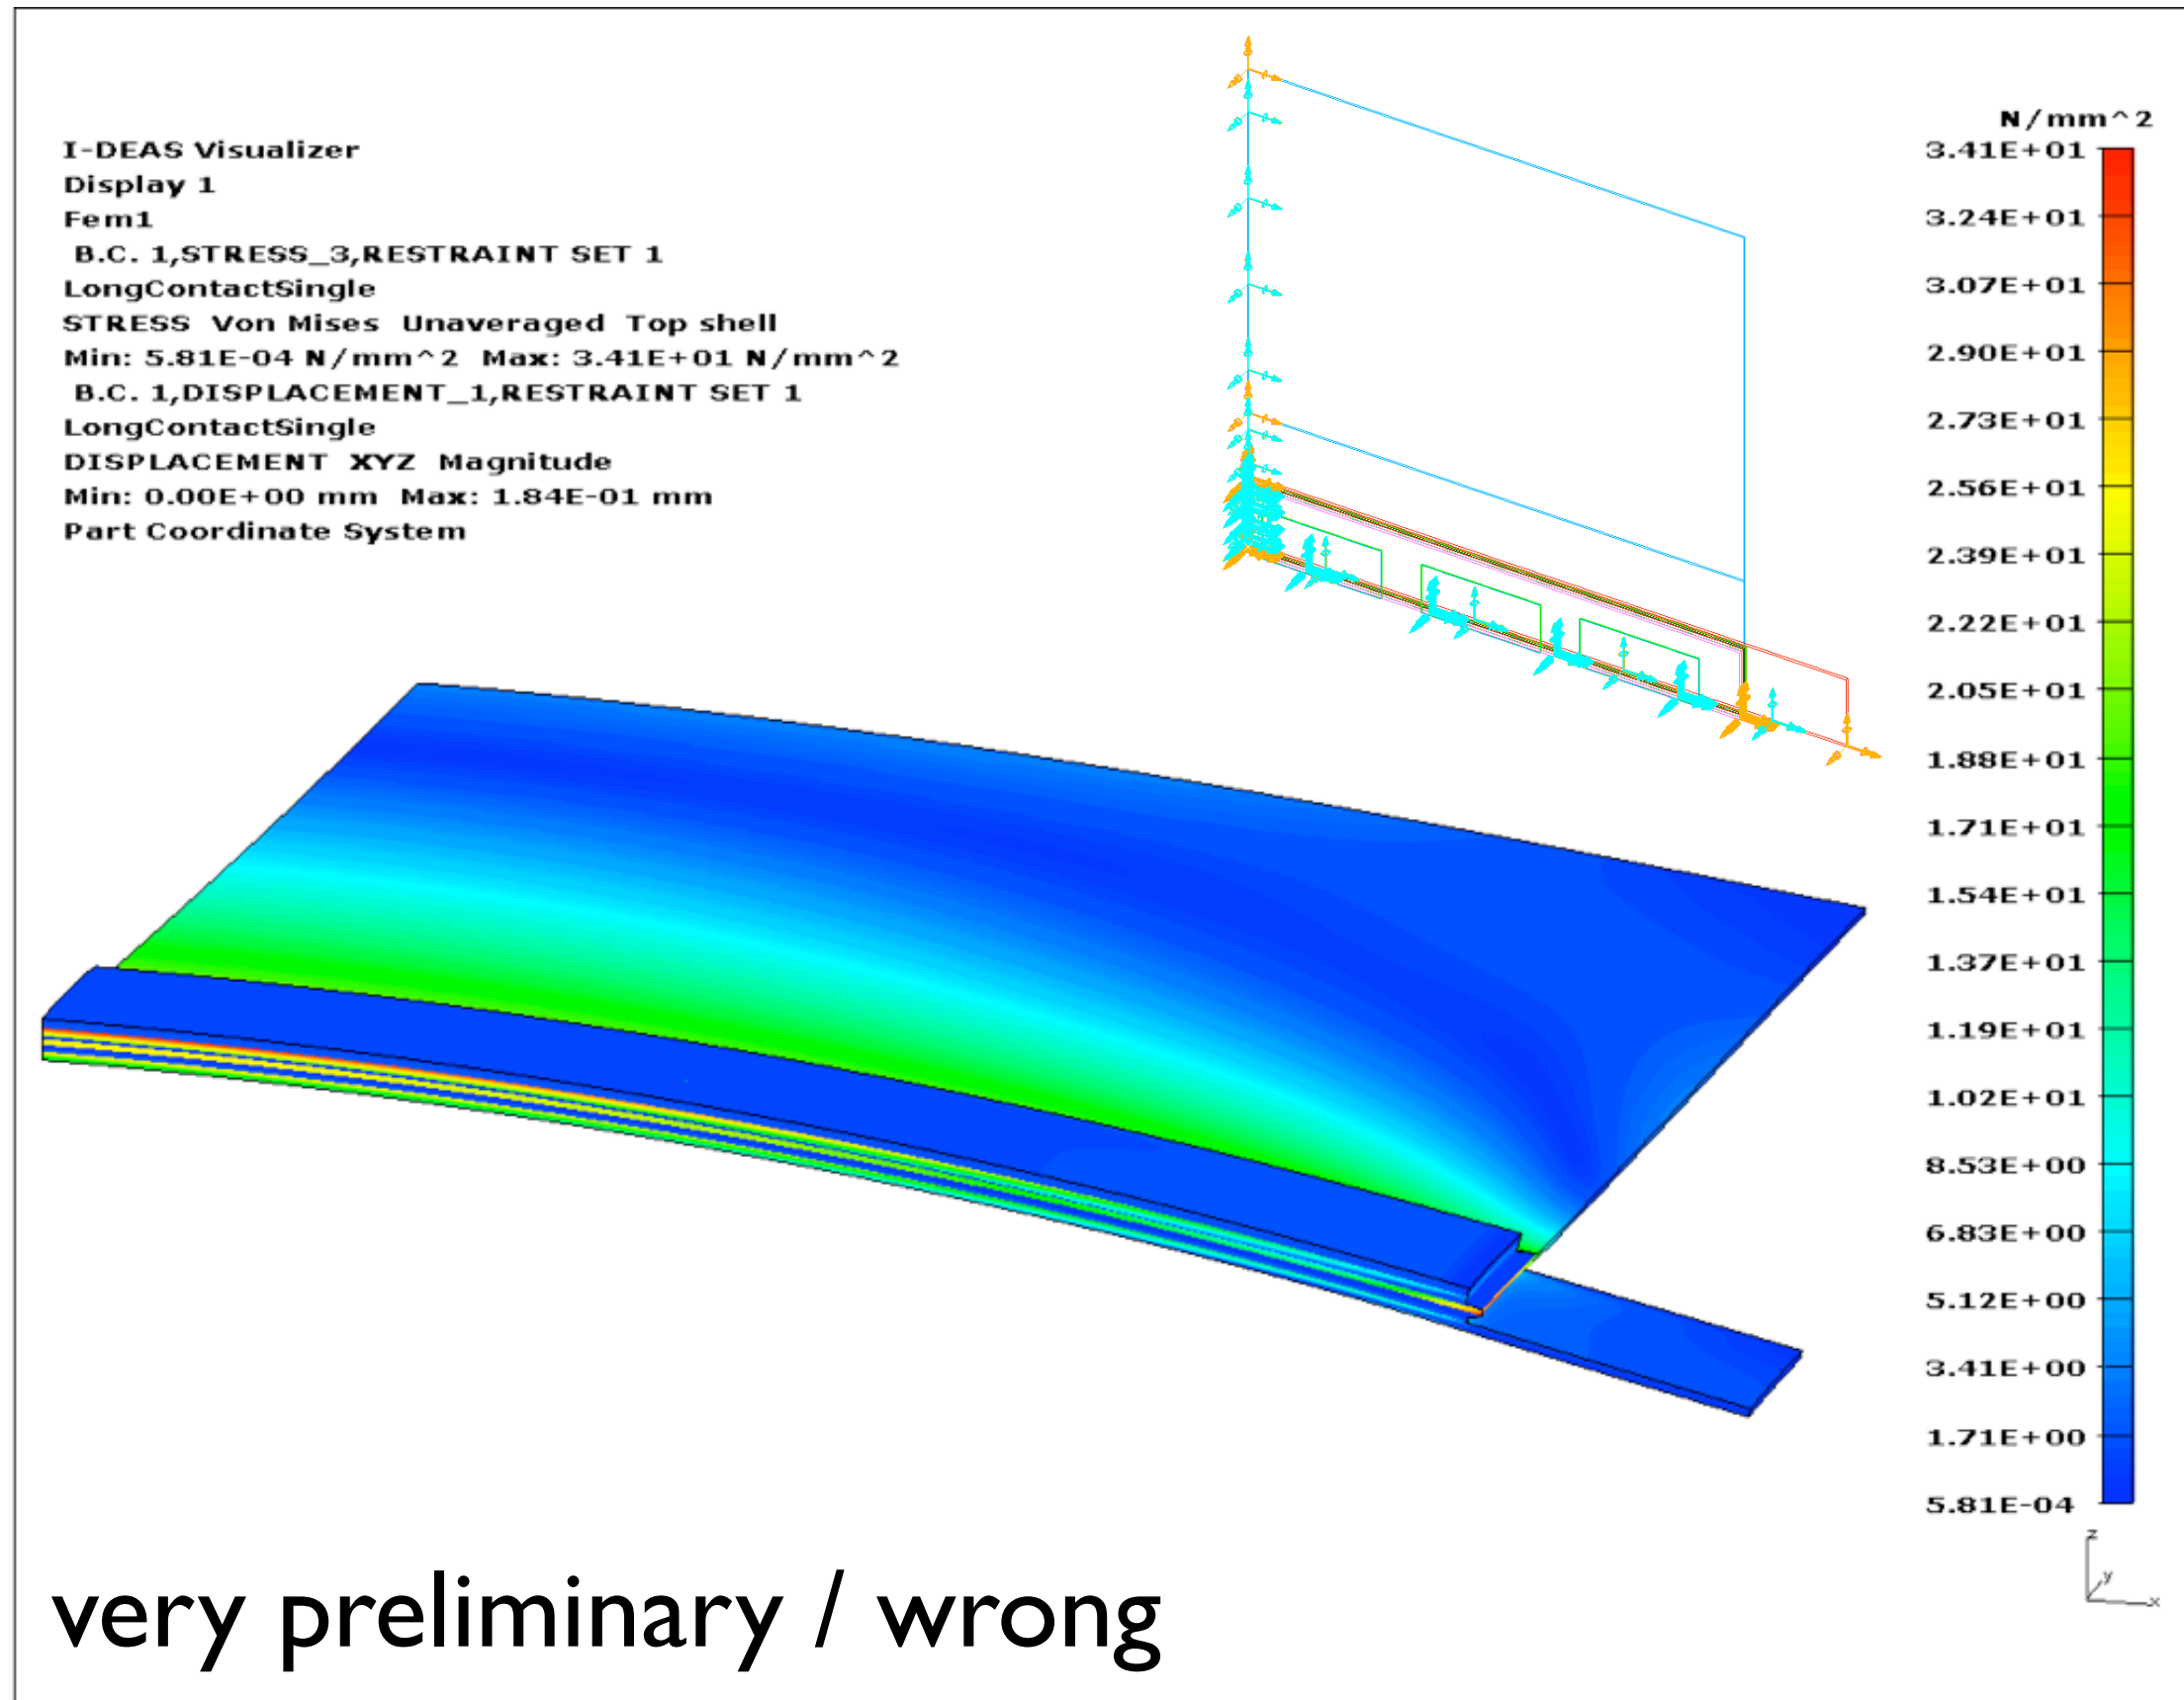 I-DEAS Visualizer
Display 1
Fem1
B.C. 1,STRESS_3,RESTRAINT SET 1
LongContactSingle
STRESS Von Mises Unaveraged Top shell
Min: 5.81E-04 N/mm^2 Max: 3.41E+01 N/mm^2
B.C. 1,DISPLACEMENT_1,RESTRAINT SET 1
LongContactSingle
DISPLACEMENT XYZ Magnitude
Min: 0.00E+00 mm Max: 1.84E-01 mm
Part Coordinate System
N/mm^2
3.41E+01
3.24E+01
3.07E+01
2.90E+01
2.73E+01
2.56E+01
2.39E+01
2.22E+01
2.05E+01
1.88E+01
1.71E+01
1.54E+01
1.37E+01
1.19E+01
1.02E+01
8.53E+00
6.83E+00
5.12E+00
3.41E+00
1.71E+00
5.81E-04
z
y
x
very preliminary / wrong